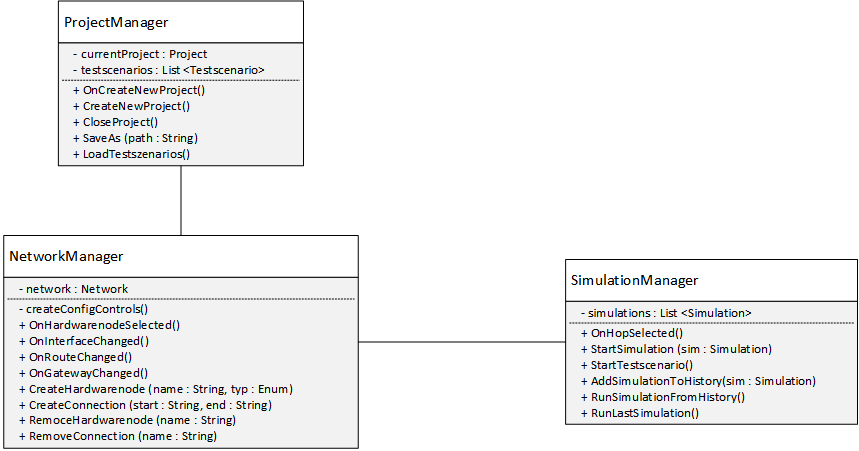 ProjectManager
- currentProject : Project
- testscenarios : List <Testscenario>
+ OnCreateNewProject()
+ CreateNewProject()
+ CloseProject()
+ SaveAs (path : String)
+ LoadTestszenarios()
NetworkManager
- network : Network
- createConfigControls()
+ OnHardwarenodeSelected()
+ OnInterfaceChanged()
+ OnRouteChanged()
+ OnGatewayChanged()
+ CreateHardwarenode (name : String, typ : Enum)
+ CreateConnection (start : String, end : String)
+ RemoceHardwarenode (name : String)
+ RemoveConnection (name : String)
SimulationManager
- simulations : List <Simulation>
+ OnHopSelected()
+ StartSimulation (sim : Simulation)
+ StartTestscenario()
+ AddSimulationToHistory(sim : Simulation)
+ RunSimulationFromHistory()
+ RunLastSimulation()